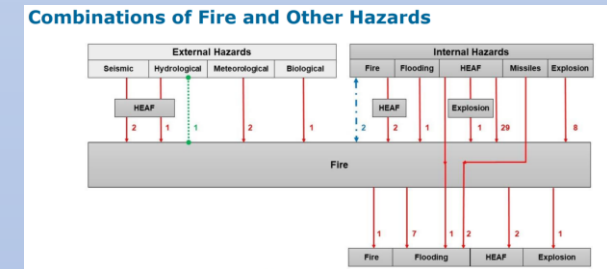 Combinations of Fire and Other Hazards
External Hazards Internal Hazards
Seismic Hydrological Meteorological Biological Fire Flooding HEAF Missiles Explosion
HEAF HEAF Explosion
2 1 1 2 1 2 2 1 1 29 8
Fire
1 7 1 2 2 1
Fire Flooding HEAF Explosion